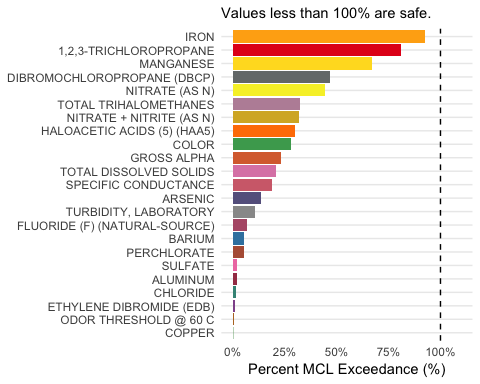 Values less than 100% are safe.
IRON
1,2,3-TRICHLOROPROPANE
MANGANESE
DIBROMOCHLOROPROPANE (DBCP)
NITRATE (AS N)
TOTAL TRIHALOMETHANES
NITRATE + NITRITE (AS N)
HALOACETIC ACIDS (5) (HAA5)
COLOR
GROSS ALPHA
TOTAL DISSOLVED SOLIDS
SPECIFIC CONDUCTANCE
ARSENIC
TURBIDITY, LABORATORY
FLUORIDE (F) (NATURAL-SOURCE)
BARIUM
PERCHLORATE
SULFATE
ALUMINUM
CHLORIDE
ETHYLENE DIBROMIDE (EDB)
ODOR THRESHOLD @ 60 C
COPPER
0% 25% 50% 75% 100%
Percent MCL Exceedance (%)